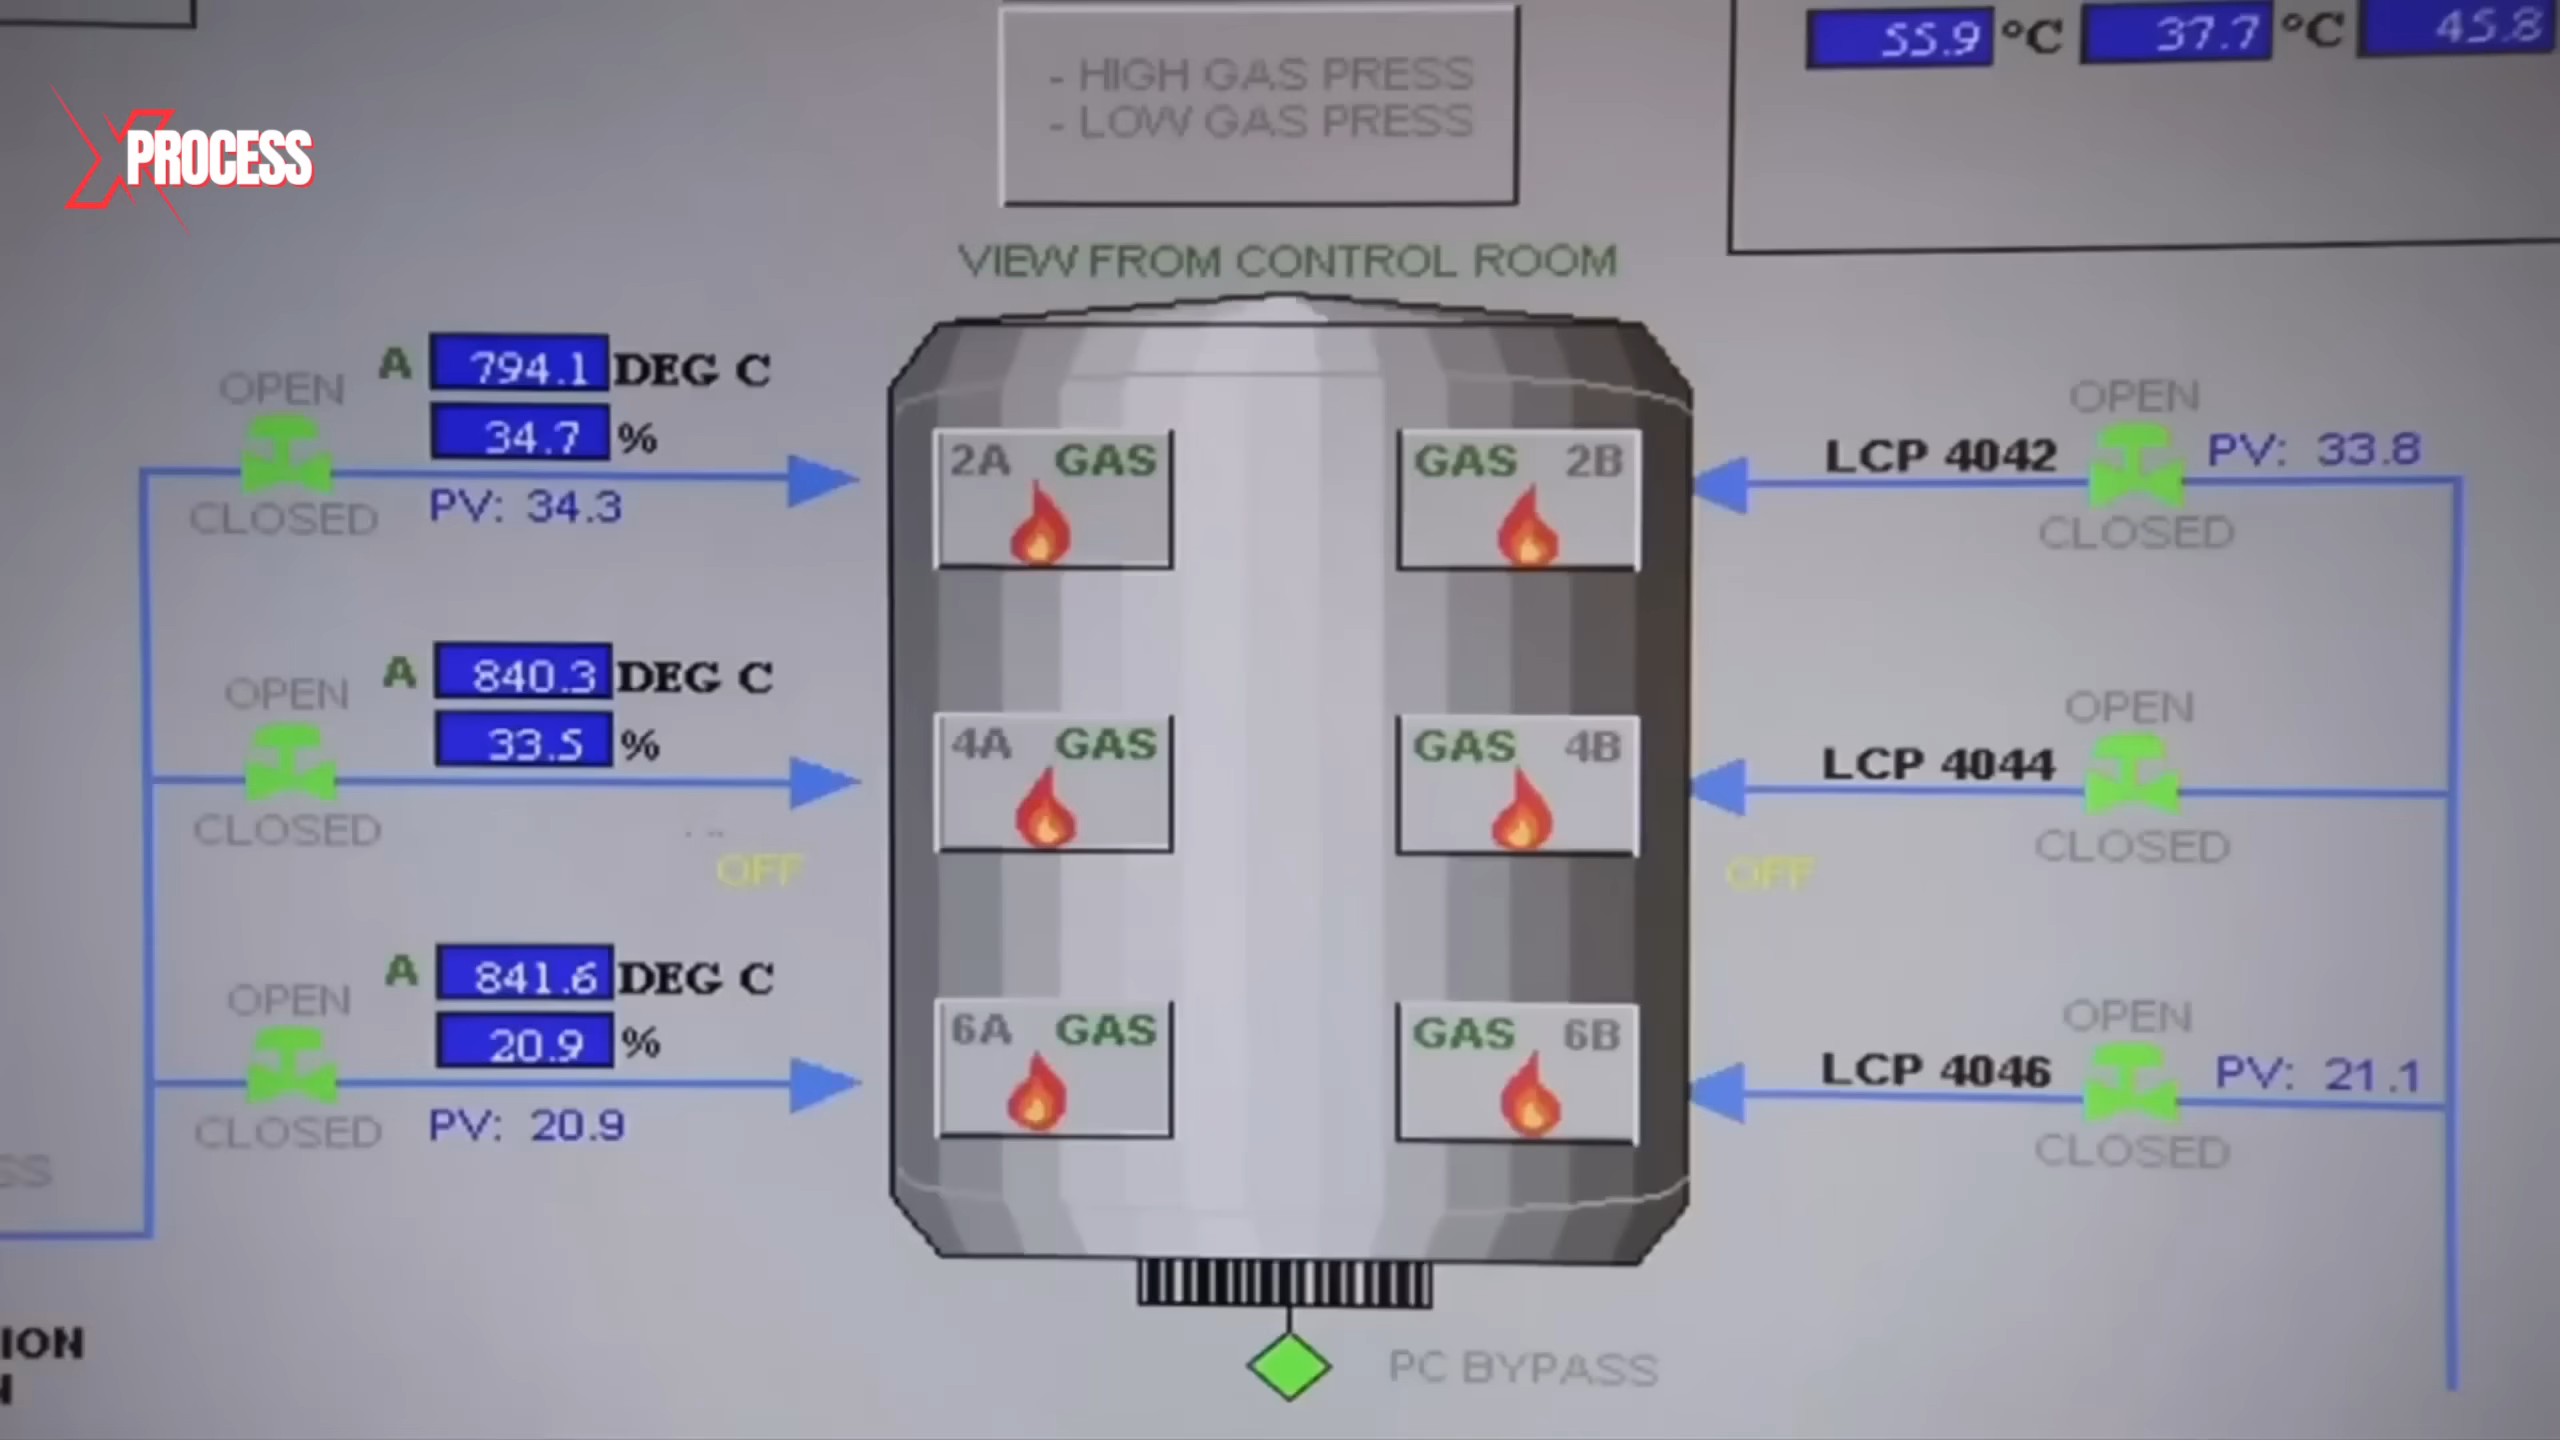 55.9 °C 37.7 °C 45.8
- HIGH GAS PRESS
- LOW GAS PRESS
XPROCESS
VIEW FROM CONTROL ROOM
A 794.1 DEG C
OPEN
34.7 %
CLOSED
PV: 34.3
2A GAS
GAS 2B
OPEN
LCP 4042
PV: 33.8
CLOSED
A 840.3 DEG C
OPEN
33.5 %
CLOSED
OFF
4A GAS
GAS 4B
OPEN
LCP 4044
CLOSED
OFF
A 841.6 DEG C
OPEN
20.9 %
CLOSED
PV: 20.9
6A GAS
GAS 6B
OPEN
LCP 4046
PV: 21.1
CLOSED
PC BYPASS